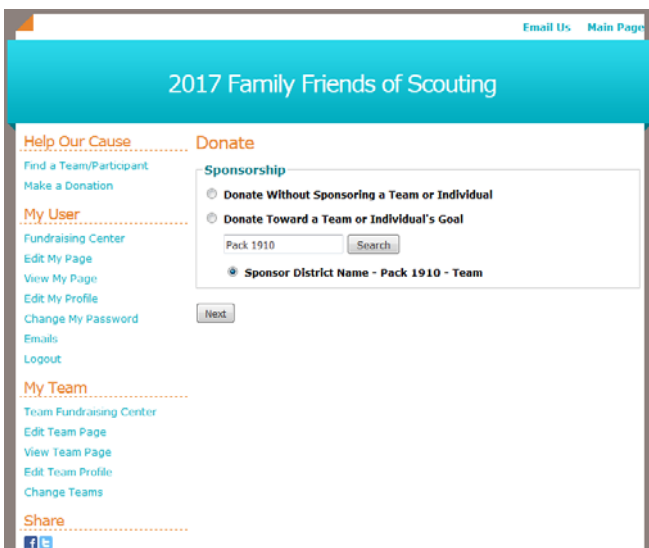 Email Us Main Page
2017 Family Friends of Scouting
Help Our Cause
Find a Team/Participant
Make a Donation
My User
Fundraising Center
Edit My Page
View My Page
Edit My Profile
Change My Password
Emails
Logout
My Team
Team Fundraising Center
Edit Team Page
View Team Page
Edit Team Profile
Change Teams
Share
Donate
Sponsorship
Donate Without Sponsoring a Team or Individual
Donate Toward a Team or Individual's Goal
Pack 1910 Search
Sponsor District Name - Pack 1910 - Team
Next